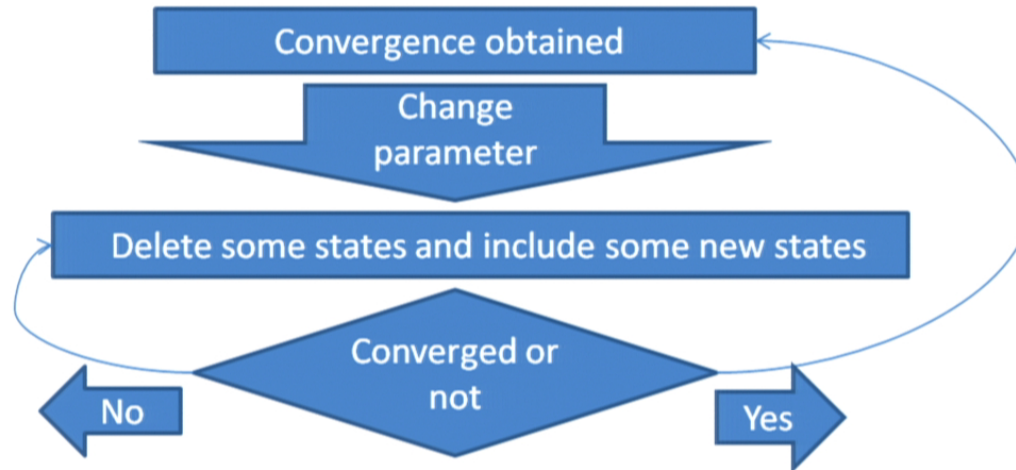 Convergence obtained
Change
parameter
Delete some states and include some new states
Converged or
not
No
Yes